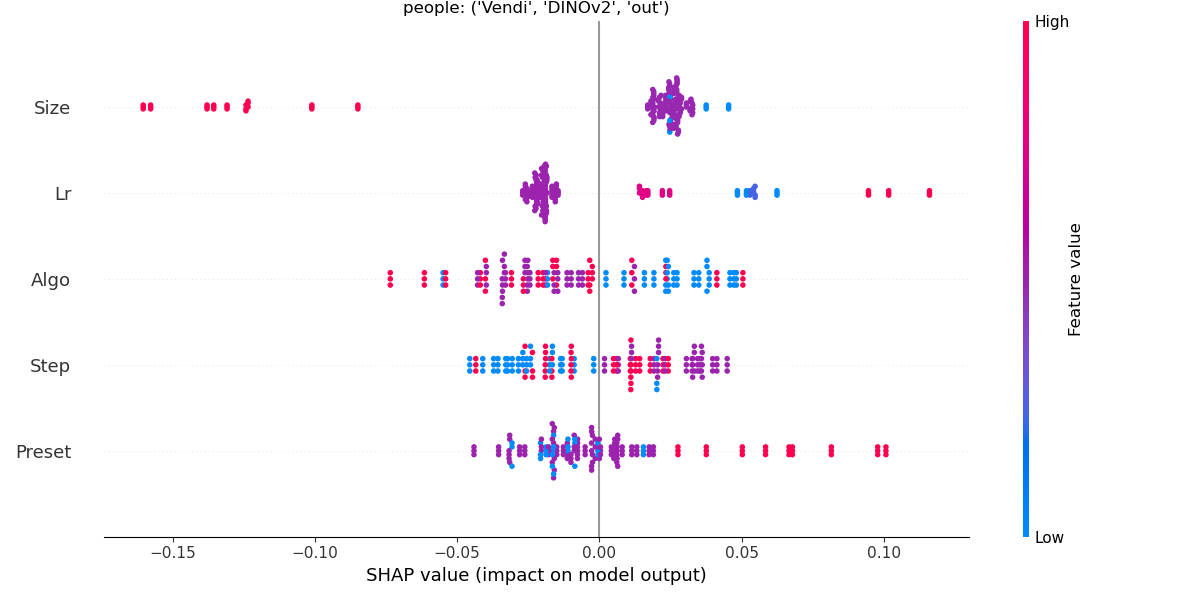 people: ('Vendi', 'DINOv2', 'out')
High
Size
Lr
Algo
Step
Preset
Feature value
Low
−0.15 −0.10 −0.05 0.00 0.05 0.10
SHAP value (impact on model output)